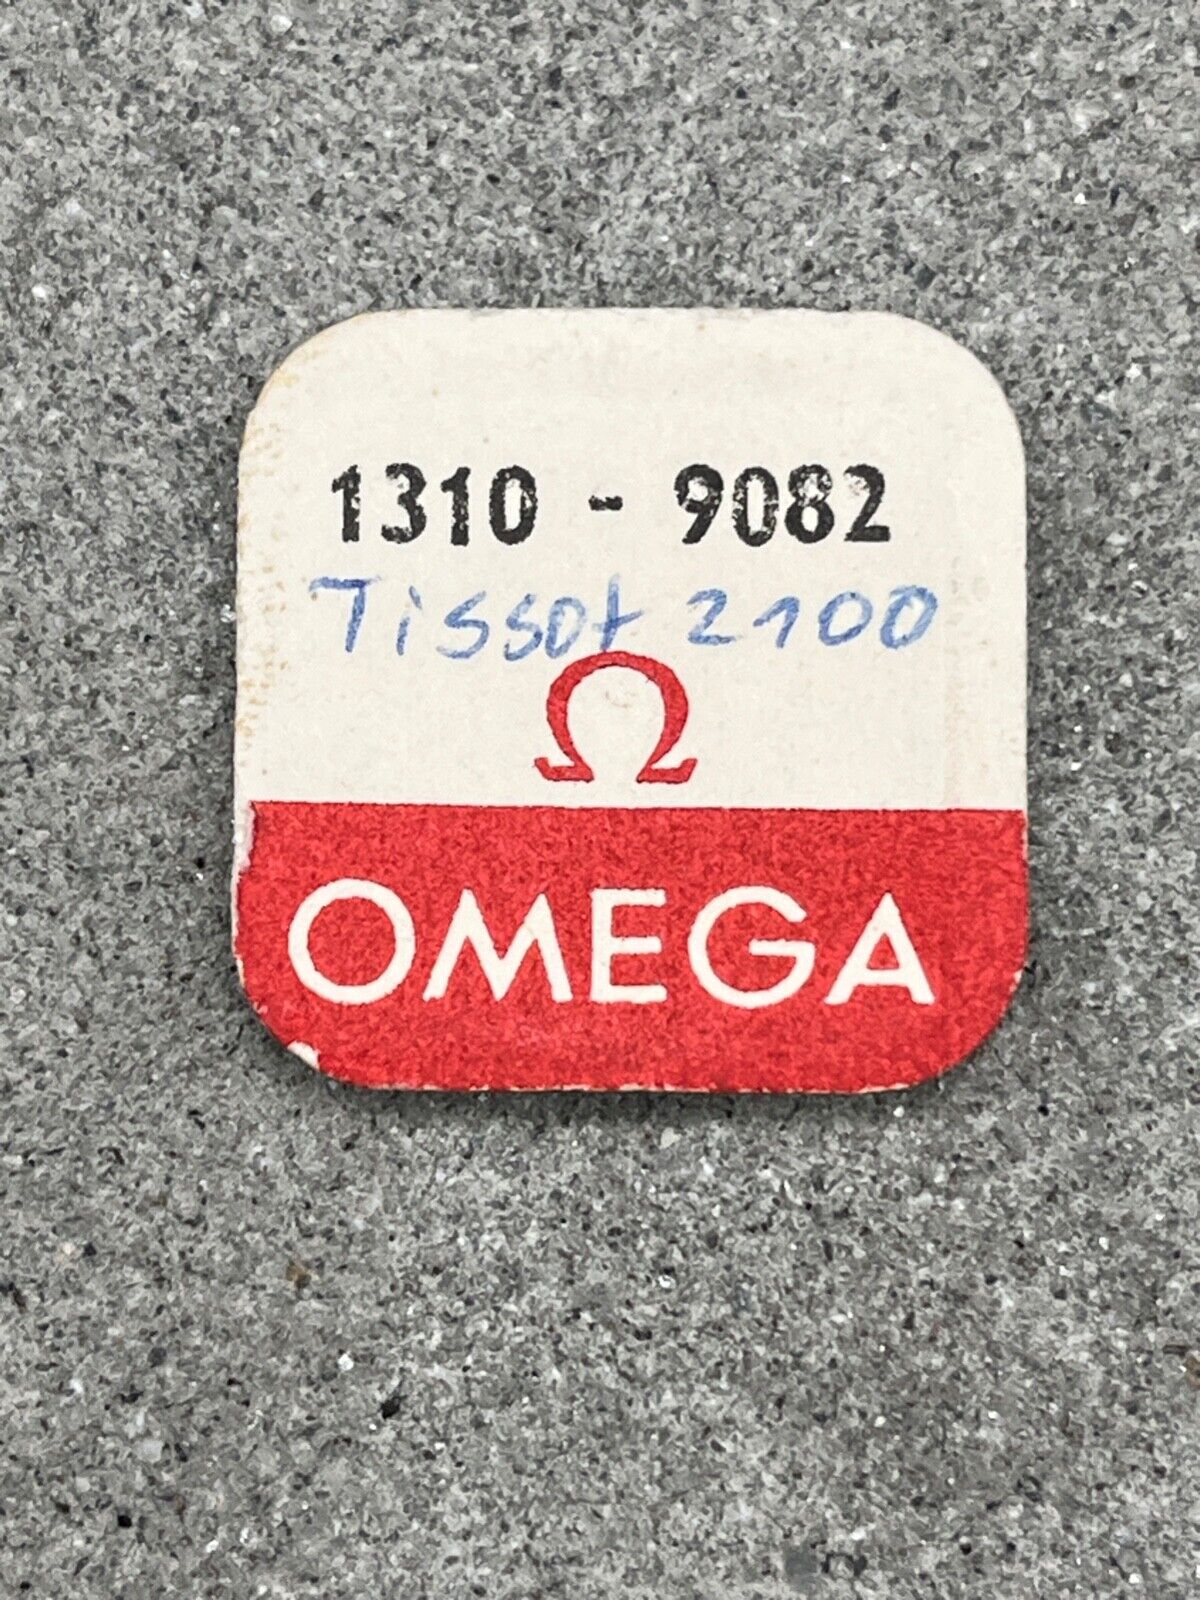 1310 - 9082
Tissot 2100
Ω
OMEGA